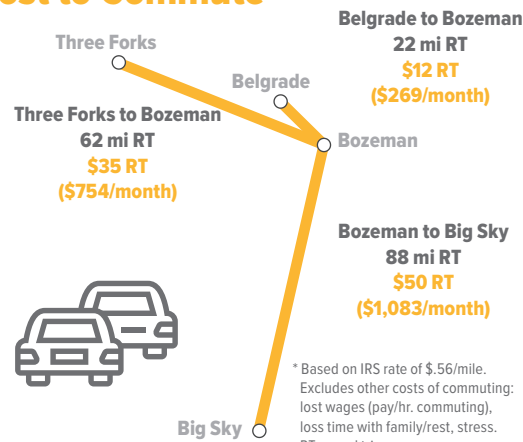 Cost to Commute
Three Forks
Belgrade
Bozeman
Big Sky
Belgrade to Bozeman
22 mi RT
$12 RT
($269/month)
Three Forks to Bozeman
62 mi RT
$35 RT
($754/month)
Bozeman to Big Sky
88 mi RT
$50 RT
($1,083/month)
* Based on IRS rate of $.56/mile.
Excludes other costs of commuting:
lost wages (pay/hr. commuting),
loss time with family/rest, stress.